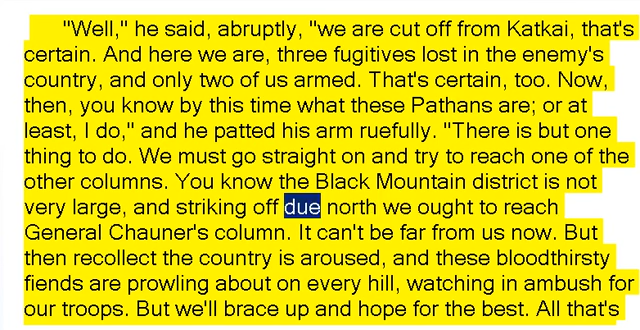 "Well," he said, abruptly, "we are cut off from Katkai, that's
certain. And here we are, three fugitives lost in the enemy's
country, and only two of us armed. That's certain, too. Now,
then, you know by this time what these Pathans are; or at
least, I do," and he patted his arm ruefully. "There is but one
thing to do. We must go straight on and try to reach one of the
other columns. You know the Black Mountain district is not
very large, and striking off due north we ought to reach
General Chauner's column. It can't be far from us now. But
then recollect the country is aroused, and these bloodthirsty
fiends are prowling about on every hill, watching in ambush for
our troops. But we'll brace up and hope for the best. All that's